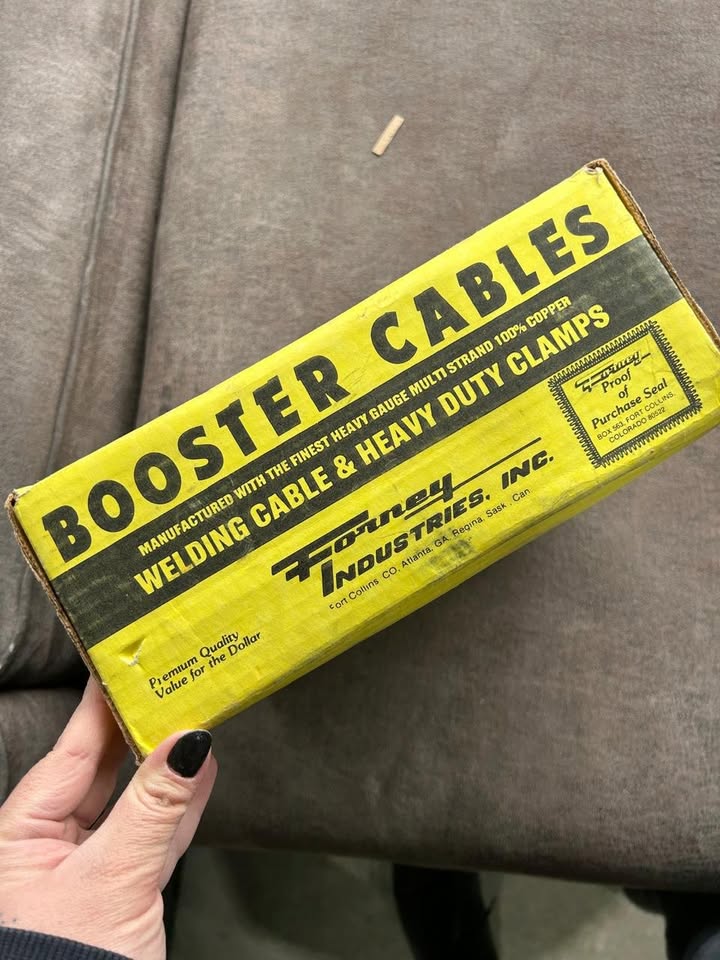 BOOSTER CABLES
MANUFACTURED WITH THE FINEST HEAVY GAUGE MULTI STRAND 100% COPPER
WELDING CABLE & HEAVY DUTY CLAMPS
Forney
INDUSTRIES, INC.
Fort Collins, CO, Atlanta, GA, Regina, Sask., Can.
Premium Quality
Value for the Dollar
Forney
Proof
of
Purchase Seal
BOX 563, FORT COLLINS,
COLORADO 80522